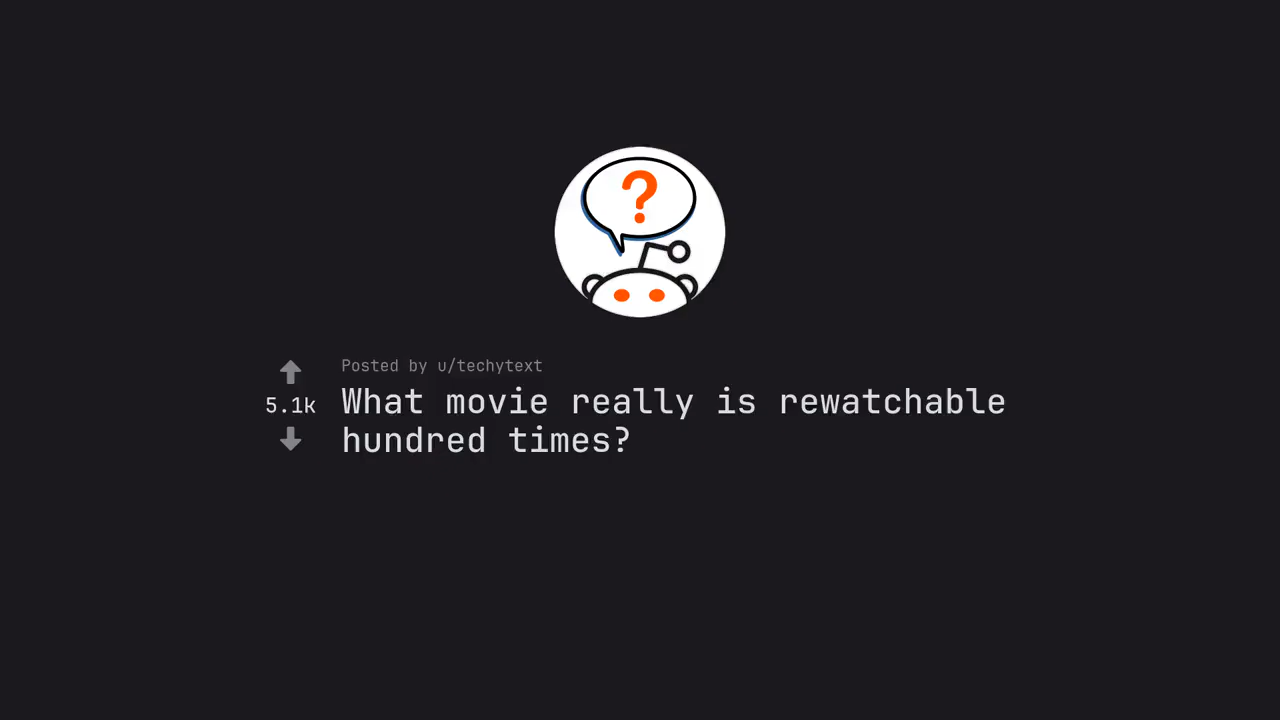 ?
Posted by u/techytext
5.1k
What movie really is rewatchable
hundred times?